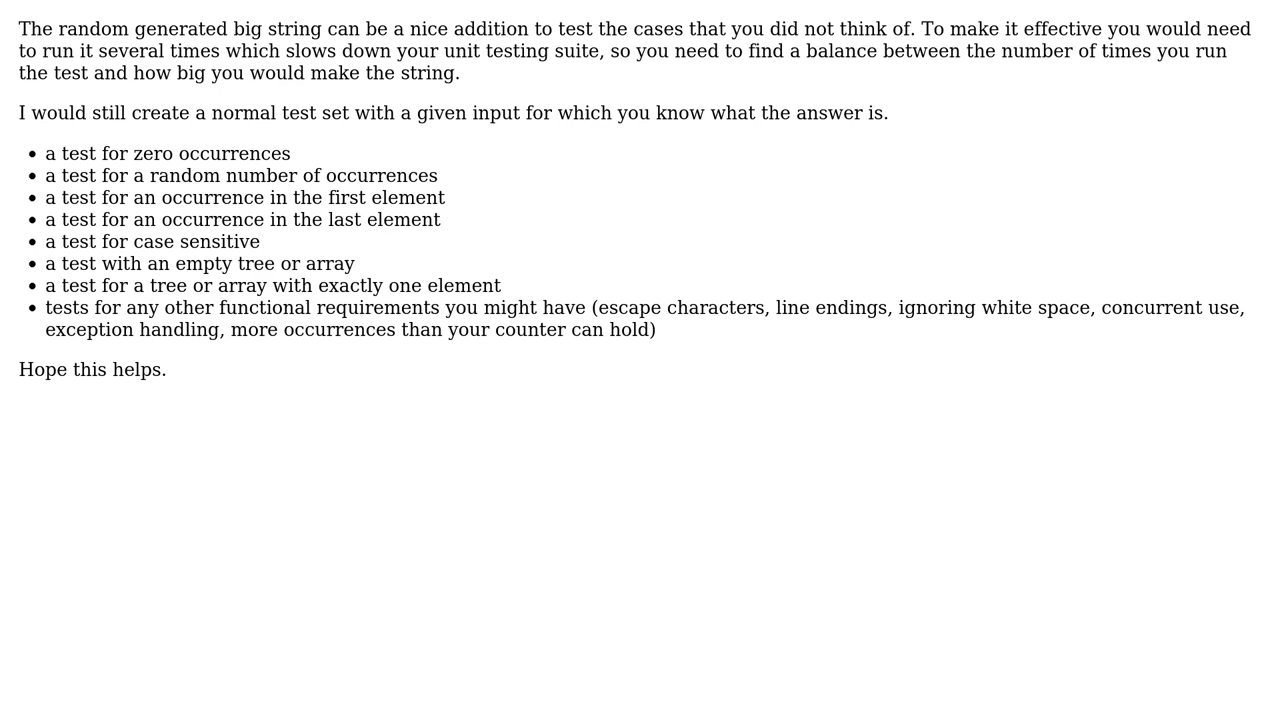 The random generated big string can be a nice addition to test the cases that you did not think of. To make it effective you would need
to run it several times which slows down your unit testing suite, so you need to find a balance between the number of times you run
the test and how big you would make the string.
I would still create a normal test set with a given input for which you know what the answer is.
• a test for zero occurrences
• a test for a random number of occurrences
• a test for an occurrence in the first element
• a test for an occurrence in the last element
• a test for case sensitive
• a test with an empty tree or array
• a test for a tree or array with exactly one element
• tests for any other functional requirements you might have (escape characters, line endings, ignoring white space, concurrent use,
exception handling, more occurrences than your counter can hold)
Hope this helps.